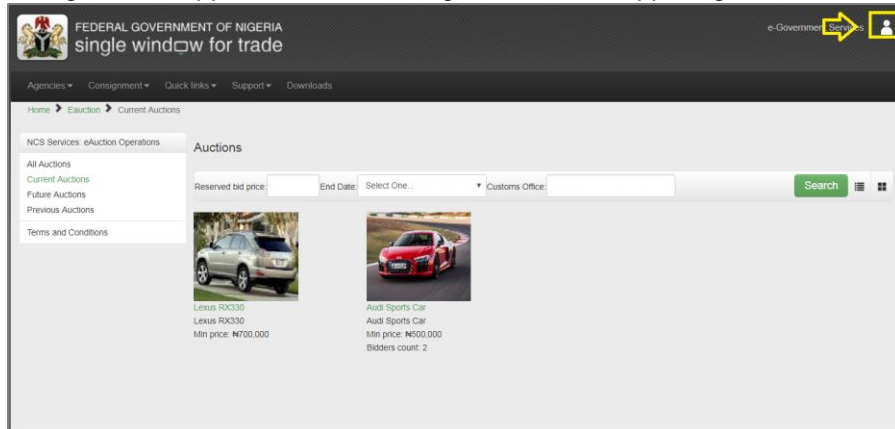 FEDERAL GOVERNMENT OF NIGERIA
single window for trade
e-Government Services
Agencies Consignment Quick links Support Downloads
Home Eauction Current Auctions
NCS Services: eAuction Operations
All Auctions
Current Auctions
Future Auctions
Previous Auctions
Terms and Conditions
Auctions
Reserved bid price: End Date: Select One... Customs Office: Search
Lexus RX330
Lexus RX330
Min price: ₦700,000
Audi Sports Car
Audi Sports Car
Min price: ₦500,000
Bidders count: 2